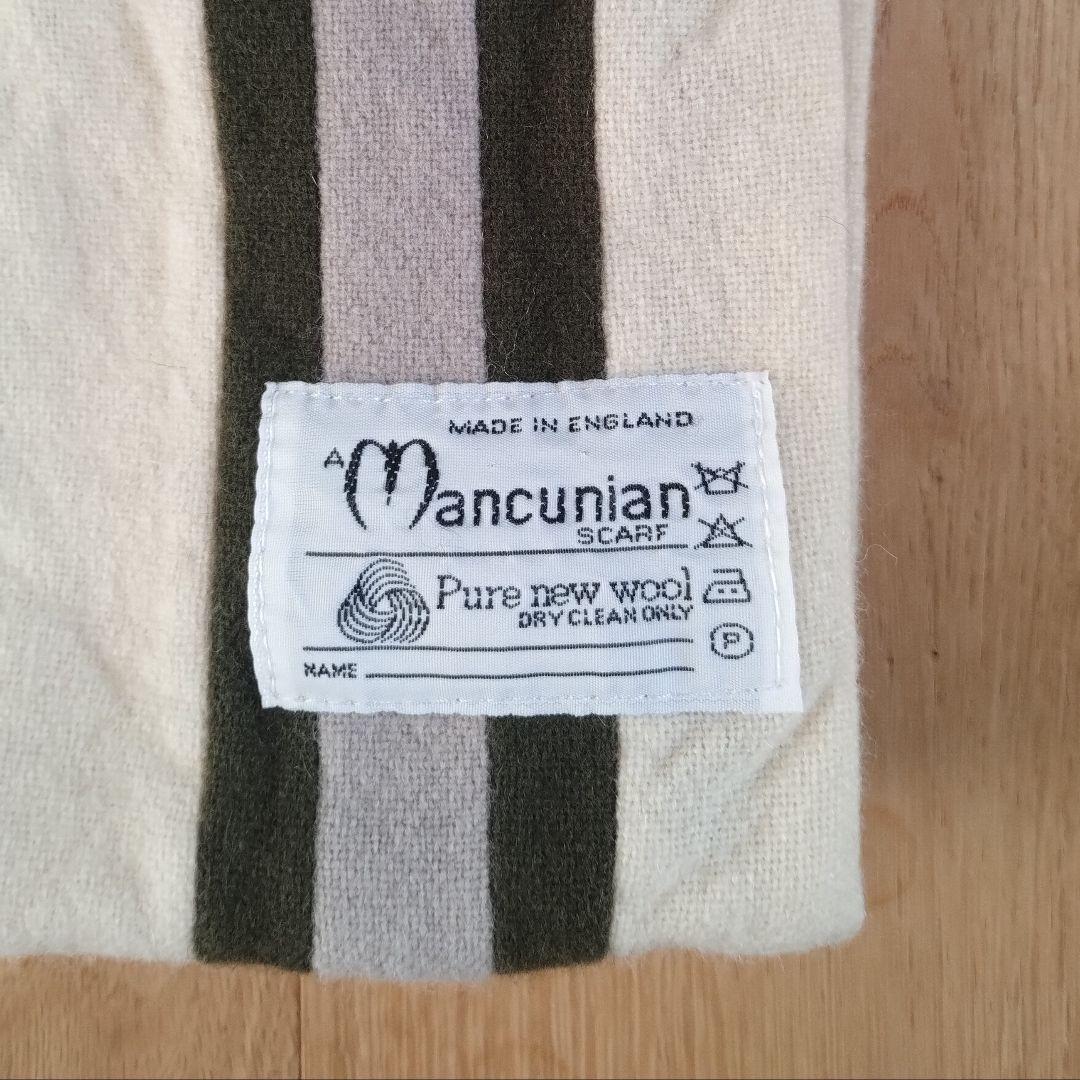 MADE IN ENGLAND
A Mancunian
SCARF
Pure new wool
DRY CLEAN ONLY
P
NAME